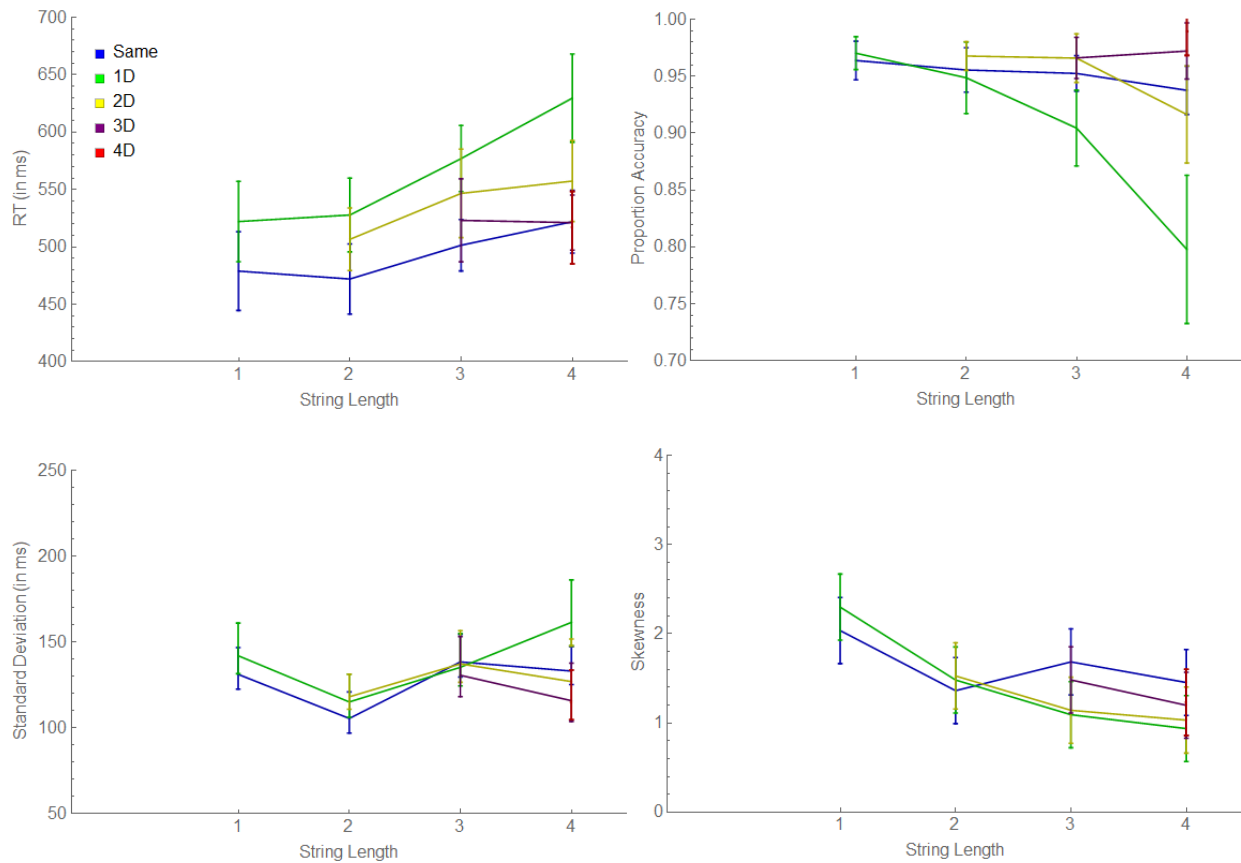 700
650
600
550
500
450
400
RT (in ms)
Same
1D
2D
3D
4D
1 2 3 4
String Length
1.00
0.95
0.90
0.85
0.80
0.75
0.70
Proportion Accuracy
1 2 3 4
String Length
250
200
150
100
50
Standard Deviation (in ms)
1 2 3 4
String Length
4
3
2
1
0
Skewness
1 2 3 4
String Length